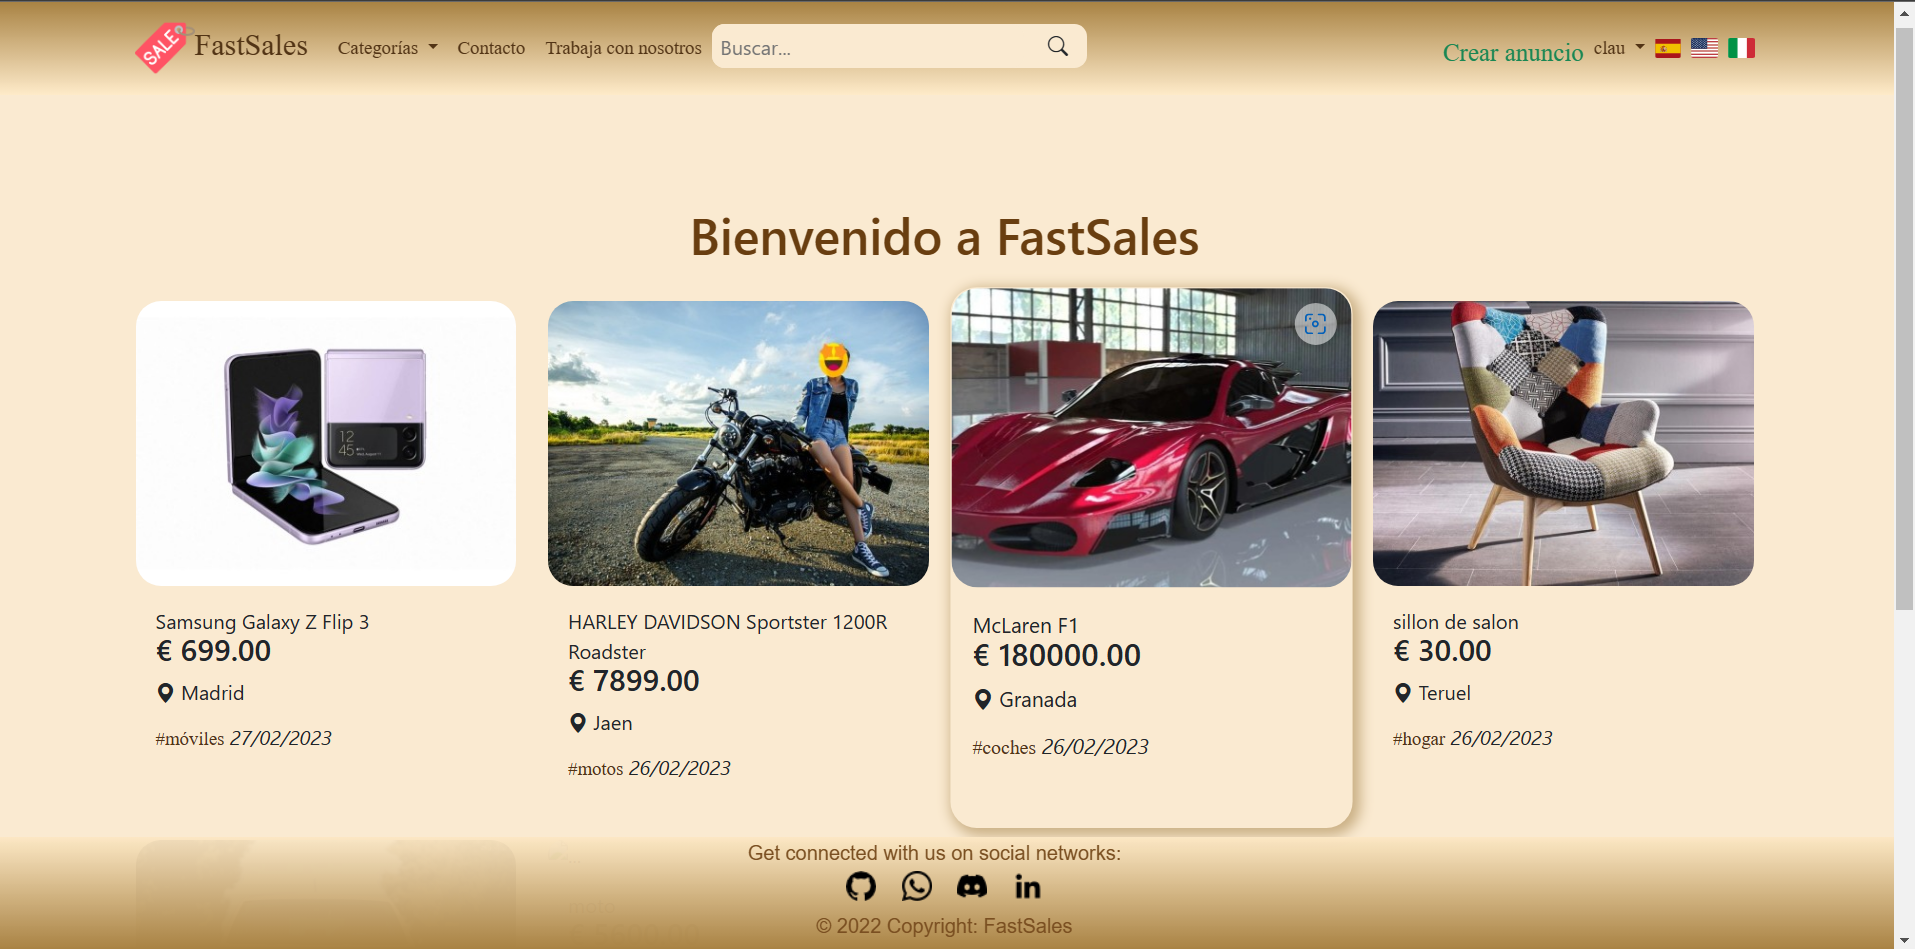 SALE FastSales Categorías Contacto Trabaja con nosotros Buscar... Crear anuncio clau
Bienvenido a FastSales
12
45
Samsung Galaxy Z Flip 3
€ 699.00
Madrid
#móviles 27/02/2023
HARLEY DAVIDSON Sportster 1200R
Roadster
€ 7899.00
Jaen
#motos 26/02/2023
McLaren F1
€ 180000.00
Granada
#coches 26/02/2023
sillon de salon
€ 30.00
Teruel
#hogar 26/02/2023
Get connected with us on social networks:
in
© 2022 Copyright: FastSales